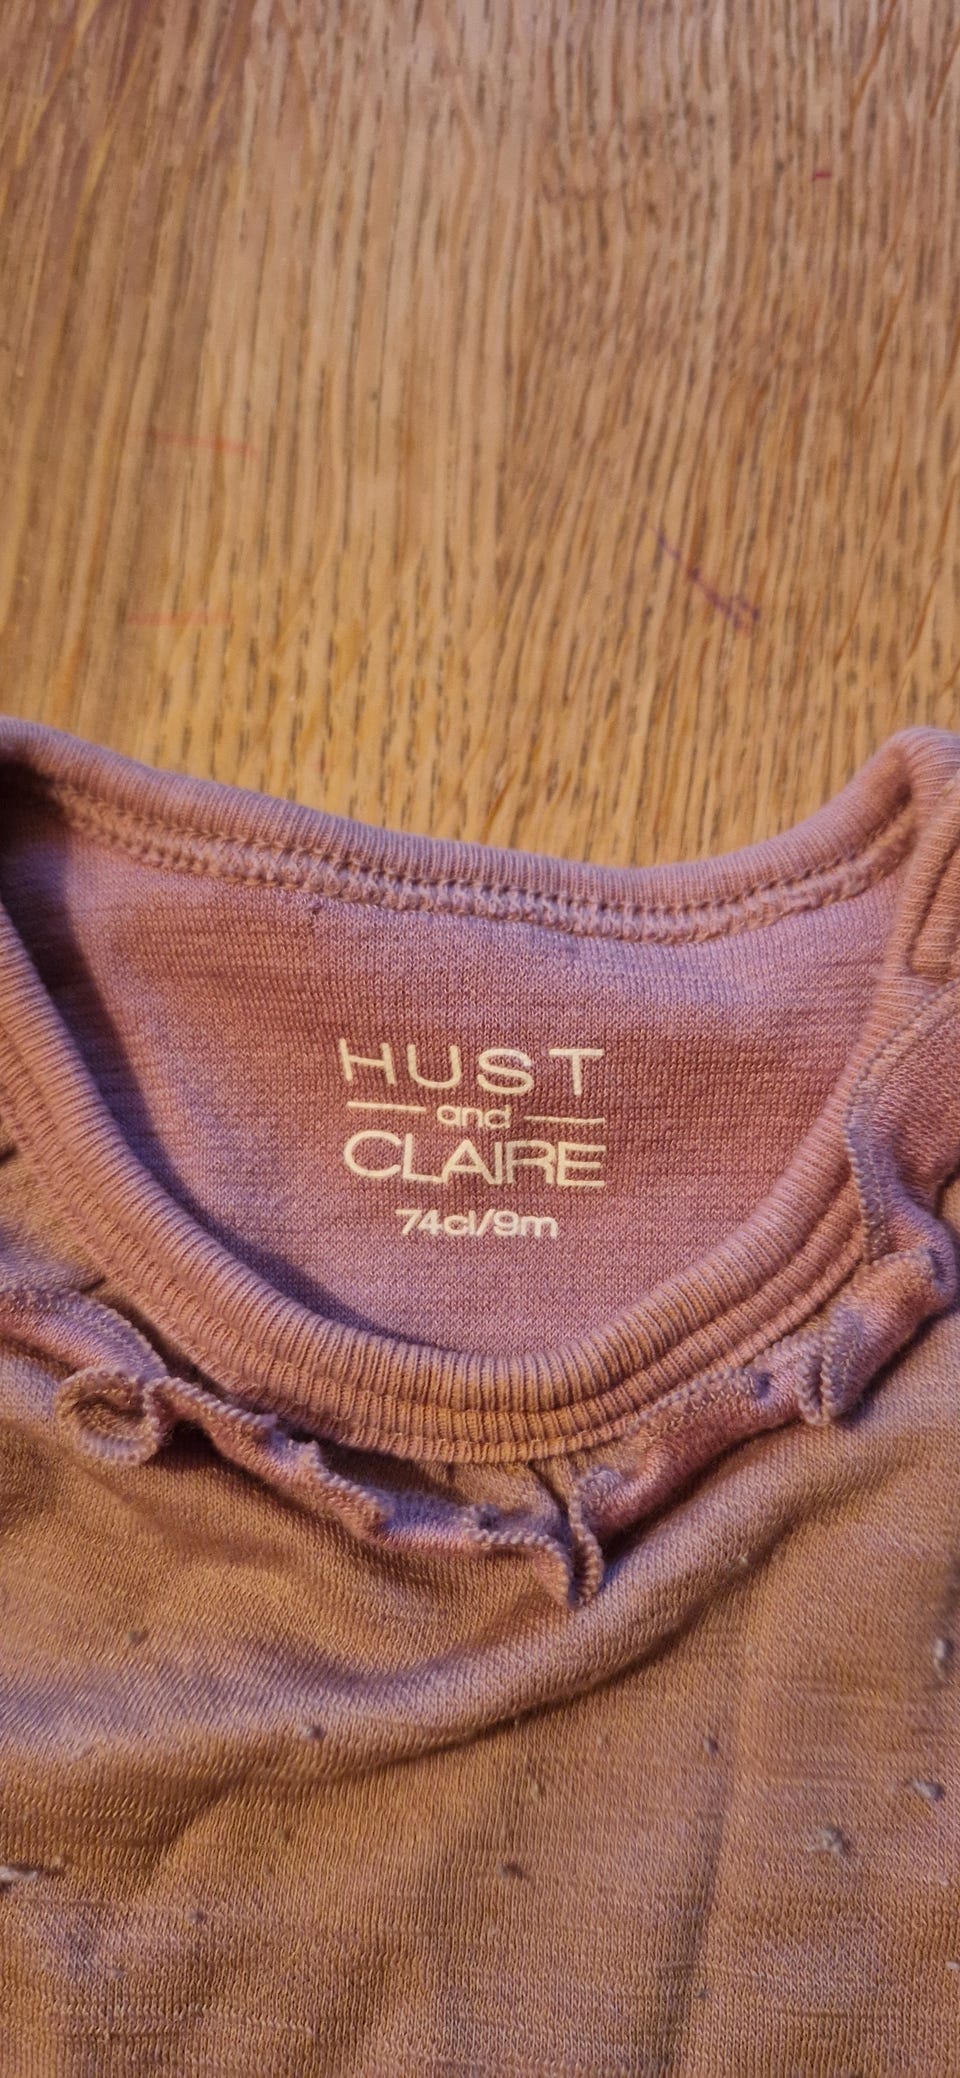 HUST
and
CLAIRE
74cl/9m